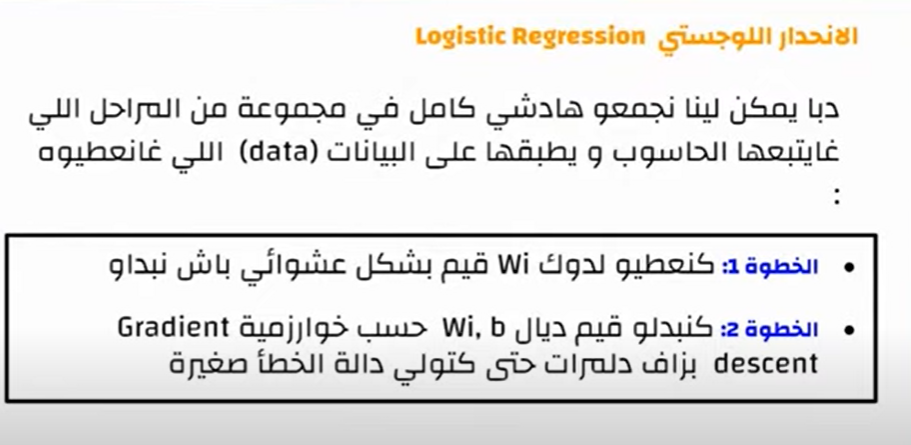 الانحدار اللوجستي Logistic Regression
دبا يمكن لينا نجمعو هادشي كامل في مجموعة من المراحل اللي
غايتبعها الحاسوب و يطبقها على البيانات (data) اللي غانعطيوه
:
• الخطوة 1: كنعطيو لدوك Wi قيم بشكل عشوائي باش نبداو
• الخطوة 2: كنبدلو قيم ديال Wi, b حسب خوارزمية Gradient
descent بزاف دلمرات حتى كتولي دالة الخطأ صغيرة